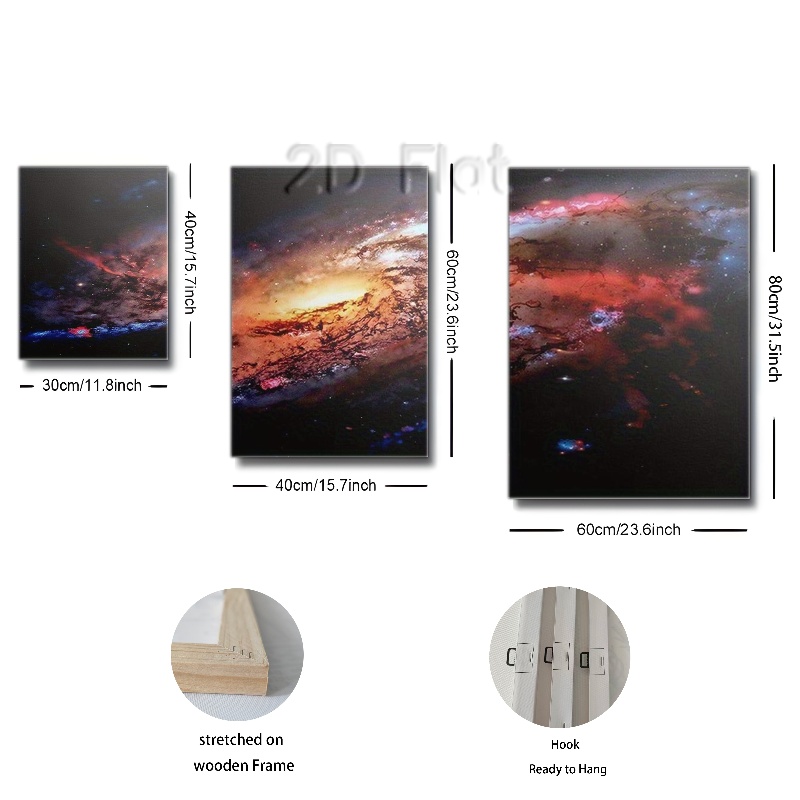 2D Flat
40cm/15.7inch
30cm/11.8inch
60cm/23.6inch
40cm/15.7inch
80cm/31.5inch
60cm/23.6inch
stretched on
wooden Frame
Hook
Ready to Hang